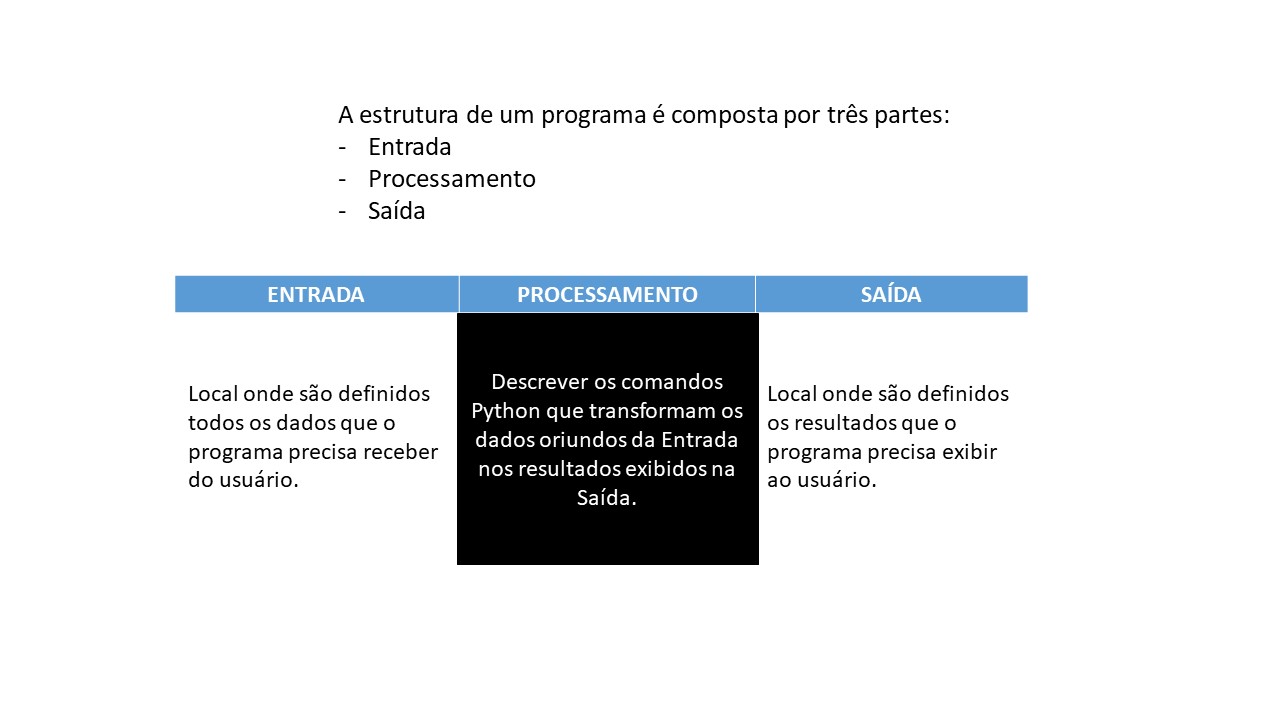 A estrutura de um programa é composta por três partes:
- Entrada
- Processamento
- Saída
ENTRADA
PROCESSAMENTO
SAÍDA
Local onde são definidos
todos os dados que o
programa precisa receber
do usuário.
Descrever os comandos
Python que transformam os
dados oriundos da Entrada
nos resultados exibidos na
Saída.
Local onde são definidos
os resultados que o
programa precisa exibir
ao usuário.